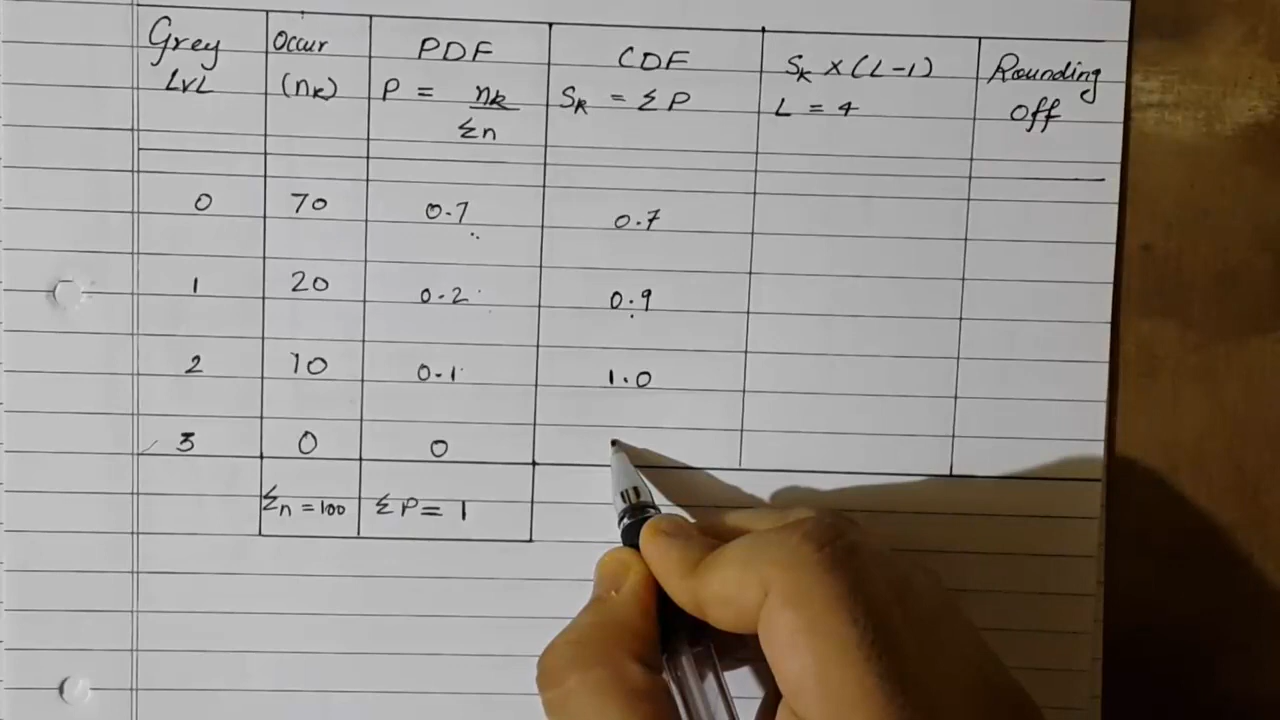 Grey Occur PDF CDF Sk × (L-1) Rounding
LvL (nk) P = nk / Σn Sk = ΣP L = 4 Off
0 70 0.7 0.7
1 20 0.2 0.9
2 10 0.1 1.0
3 0 0
Σn = 100 ΣP = 1